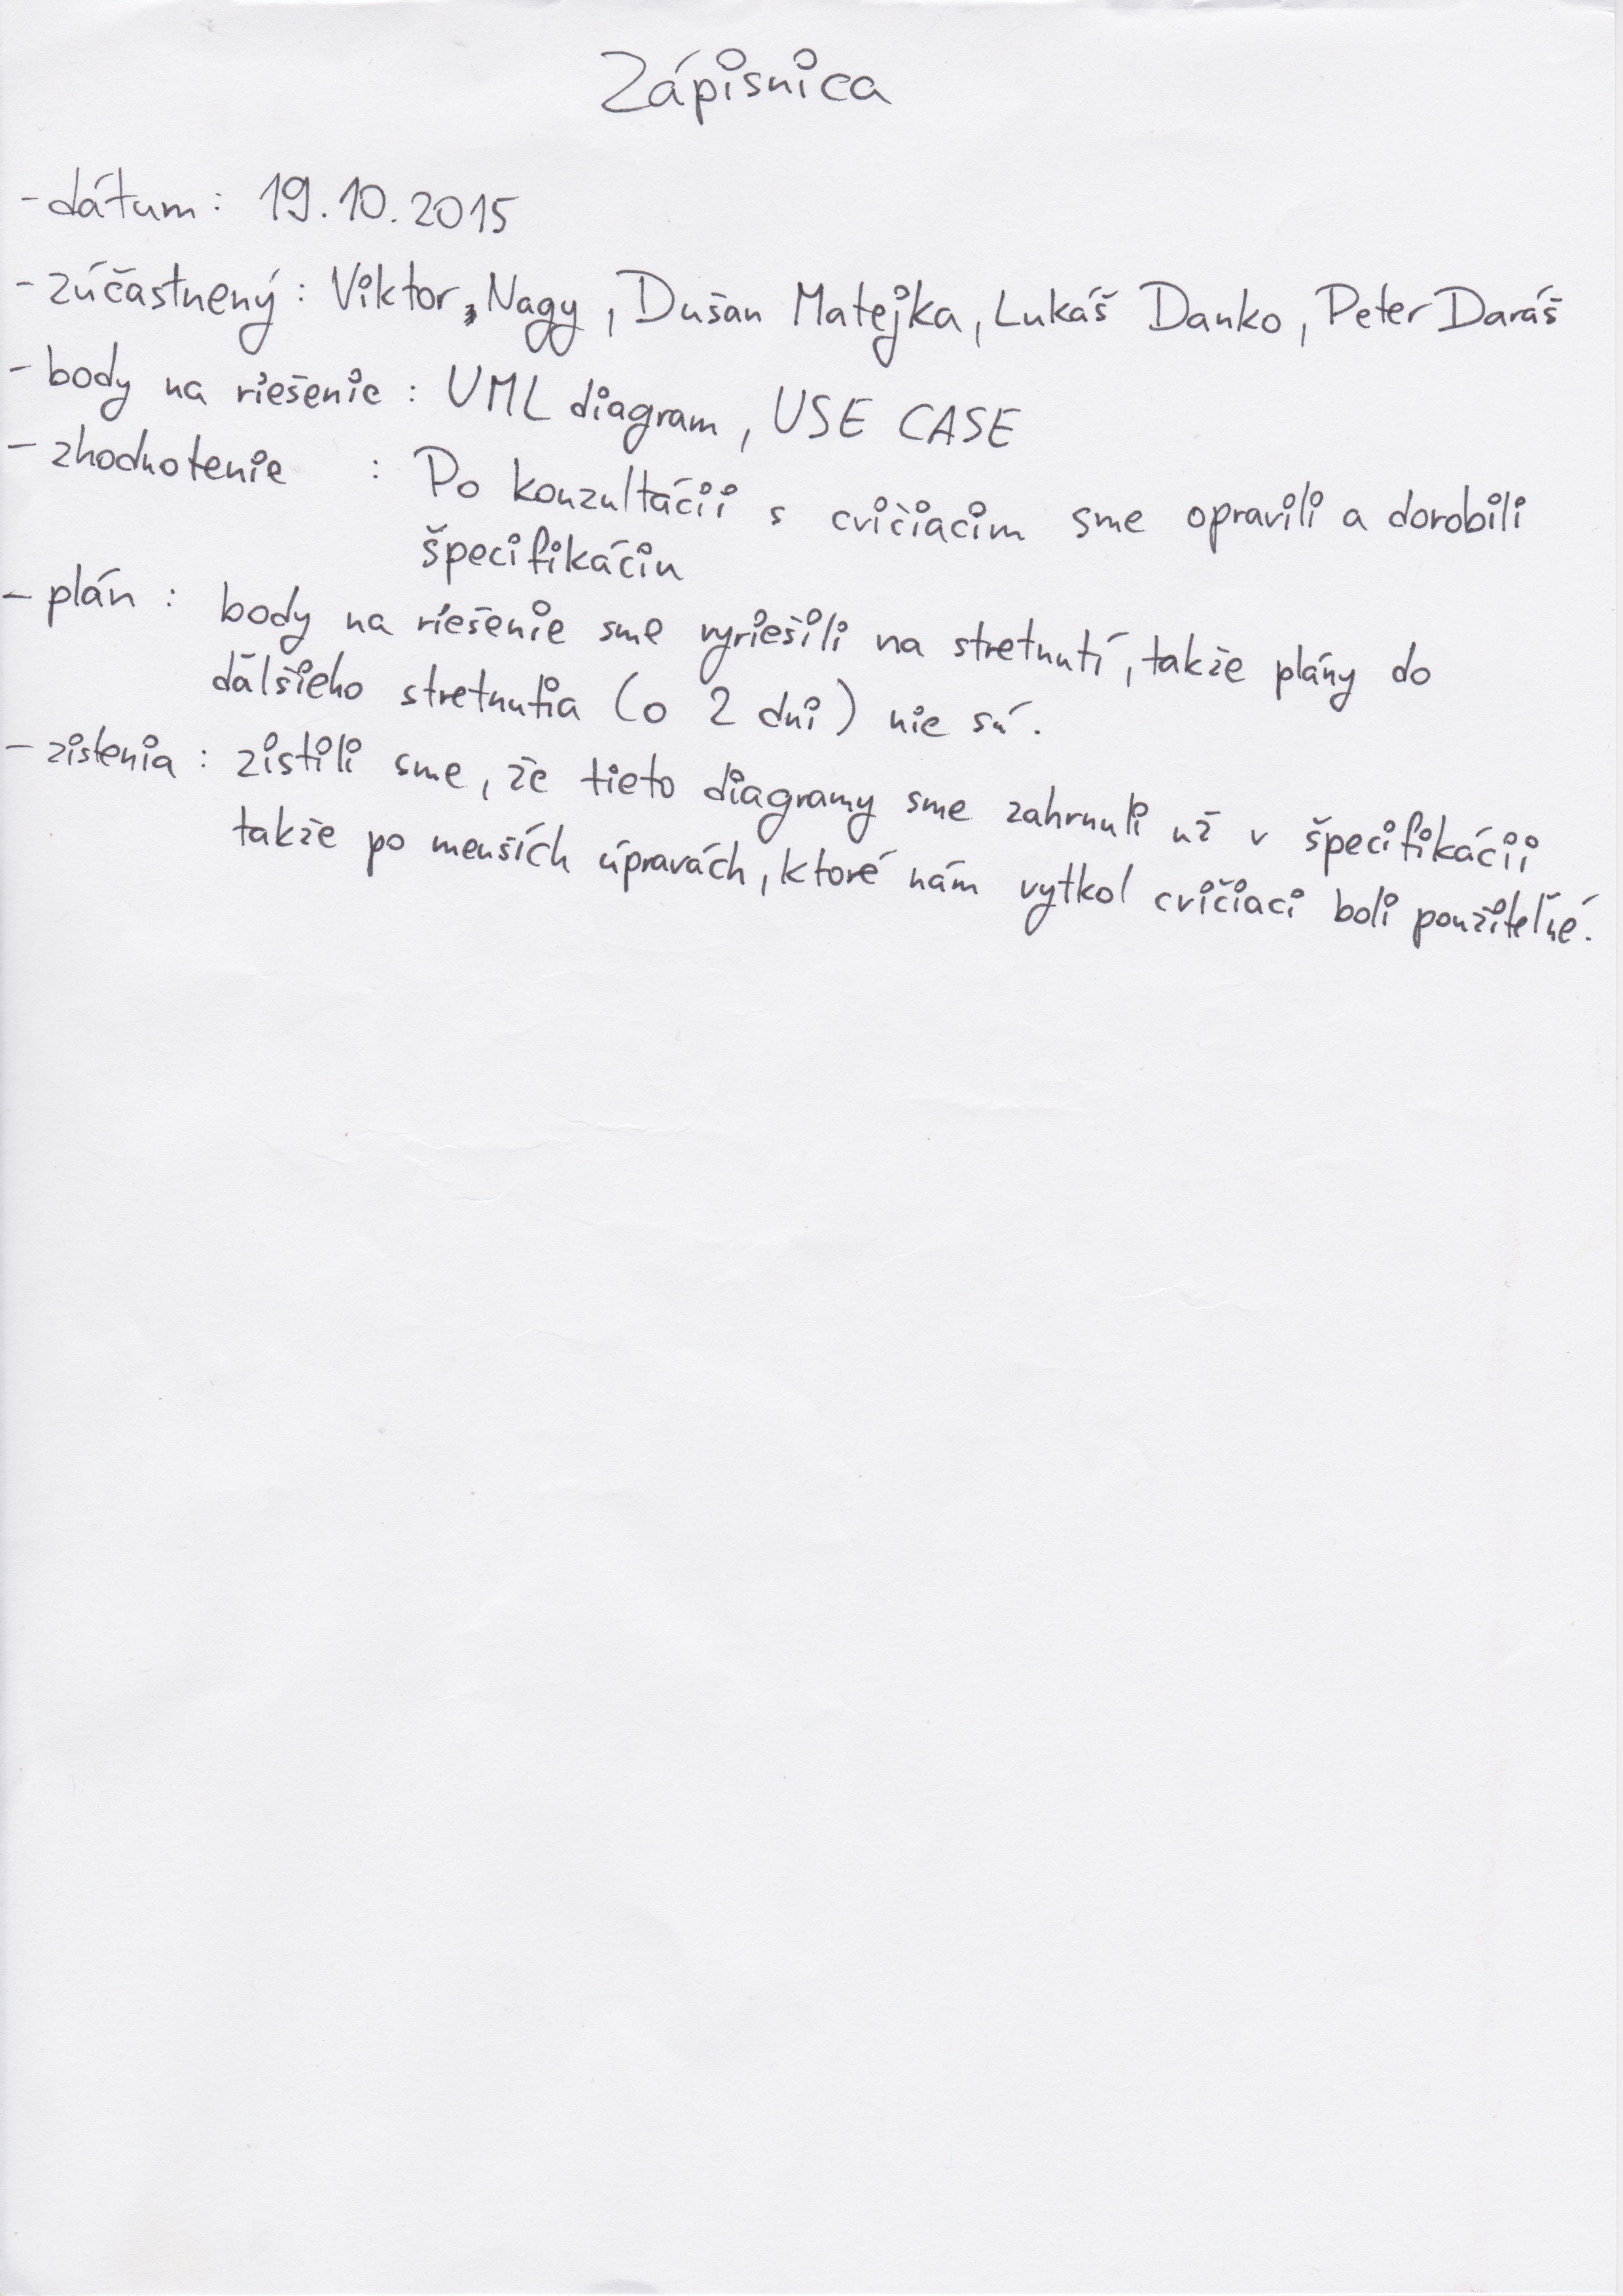 Zápisnica
- dátum : 19.10.2015
- zúčastnený : Viktor, Nagy, Dušan Matejka, Lukáš Danko, Peter Daráš
- body na riešenie : UML diagram, USE CASE
- zhodnotenie : Po konzultácii s cvičiacim sme opravili a dorobili
špecifikáciu
- plán : body na riešenie sme vyriešili na stretnutí, takže plány do
ďalšieho stretnutia (o 2 dni) nie sú.
- zistenia : zistili sme, že tieto diagramy sme zahrnuli už v špecifikácii
takže po menších úpravách, ktoré nám vytkol cvičiaci boli použiteľné.